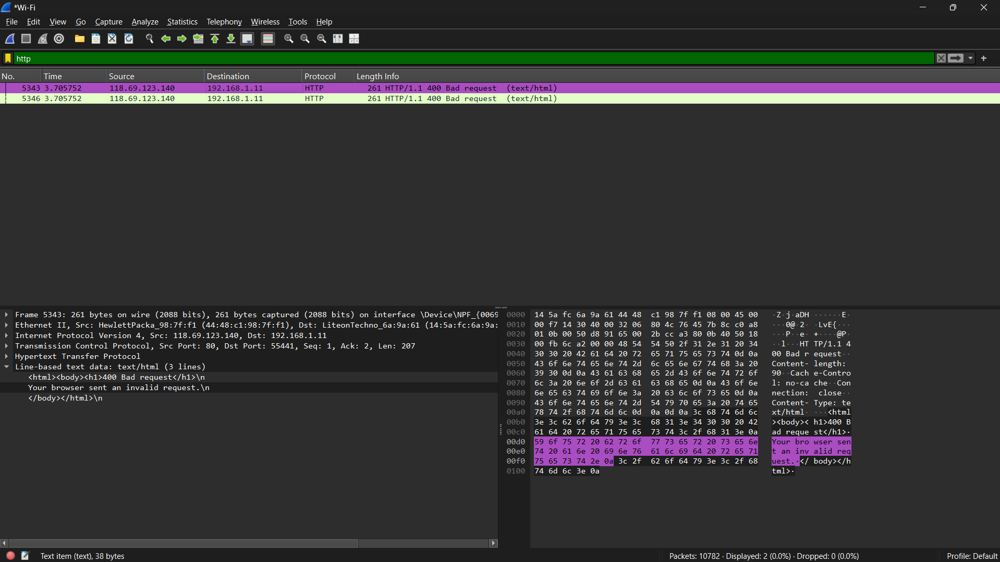 *Wi-Fi
File Edit View Go Capture Analyze Statistics Telephony Wireless Tools Help
http
No. Time Source Destination Protocol Length Info
5343 3.705752 118.69.123.140 192.168.1.11 HTTP 261 HTTP/1.1 400 Bad request (text/html)
5346 3.705752 118.69.123.140 192.168.1.11 HTTP 261 HTTP/1.1 400 Bad request (text/html)
Frame 5343: 261 bytes on wire (2088 bits), 261 bytes captured (2088 bits) on interface \Device\NPF_{0069
Ethernet II, Src: HewlettPacka_98:7f:f1 (44:48:c1:98:7f:f1), Dst: LiteonTechno_6a:9a:61 (14:5a:fc:6a:9a:
Internet Protocol Version 4, Src: 118.69.123.140, Dst: 192.168.1.11
Transmission Control Protocol, Src Port: 80, Dst Port: 55441, Seq: 1, Ack: 2, Len: 207
Hypertext Transfer Protocol
Line-based text data: text/html (3 lines)
<html><body><h1>400 Bad request</h1>\n
Your browser sent an invalid request.\n
</body></html>\n
0000 14 5a fc 6a 9a 61 44 48 c1 98 7f f1 08 00 45 00 ·Z·j·aDH ······E·
0010 00 f7 14 30 40 00 32 06 80 4c 76 45 7b 8c c0 a8 ···0@·2· ·LvE{···
0020 01 0b 00 50 d8 91 65 00 2b cc a3 80 0b 40 50 18 ···P··e· +····@P·
0030 00 fb 6c a2 00 00 48 54 54 50 2f 31 2e 31 20 34 ··l···HT TP/1.1 4
0040 30 30 20 42 61 64 20 72 65 71 75 65 73 74 0d 0a 00 Bad r equest··
0050 43 6f 6e 74 65 6e 74 2d 6c 65 6e 67 74 68 3a 20 Content- length:
0060 39 30 0d 0a 43 61 63 68 65 2d 43 6f 6e 74 72 6f 90··Cach e-Contro
0070 6c 3a 20 6e 6f 2d 63 61 63 68 65 0d 0a 43 6f 6e l: no-ca che··Con
0080 6e 65 63 74 69 6f 6e 3a 20 63 6c 6f 73 65 0d 0a nection: close··
0090 43 6f 6e 74 65 6e 74 2d 54 79 70 65 3a 20 74 65 Content- Type: te
00a0 78 74 2f 68 74 6d 6c 0d 0a 0d 0a 3c 68 74 6d 6c xt/html· ···<html
00b0 3e 3c 62 6f 64 79 3e 3c 68 31 3e 34 30 30 20 42 ><body>< h1>400 B
00c0 61 64 20 72 65 71 75 65 73 74 3c 2f 68 31 3e 0a ad reque st</h1>·
00d0 59 6f 75 72 20 62 72 6f 77 73 65 72 20 73 65 6e Your bro wser sen
00e0 74 20 61 6e 20 69 6e 76 61 6c 69 64 20 72 65 71 t an inv alid req
00f0 75 65 73 74 2e 0a 3c 2f 62 6f 64 79 3e 3c 2f 68 uest.·</ body></h
0100 74 6d 6c 3e 0a tml>·
Text item (text), 38 bytes
Packets: 10782 · Displayed: 2 (0.0%) · Dropped: 0 (0.0%)
Profile: Default